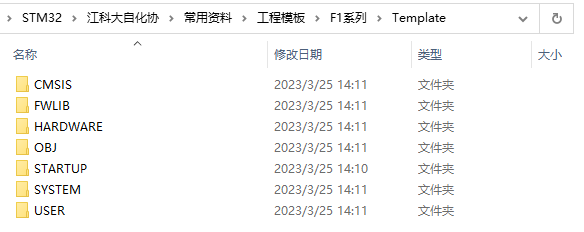 STM32 > 江科大自化协 > 常用资料 > 工程模板 > F1系列 > Template
名称 修改日期 类型 大小
CMSIS 2023/3/25 14:11 文件夹
FWLIB 2023/3/25 14:11 文件夹
HARDWARE 2023/3/25 14:11 文件夹
OBJ 2023/3/25 14:11 文件夹
STARTUP 2023/3/25 14:10 文件夹
SYSTEM 2023/3/25 14:11 文件夹
USER 2023/3/25 14:11 文件夹